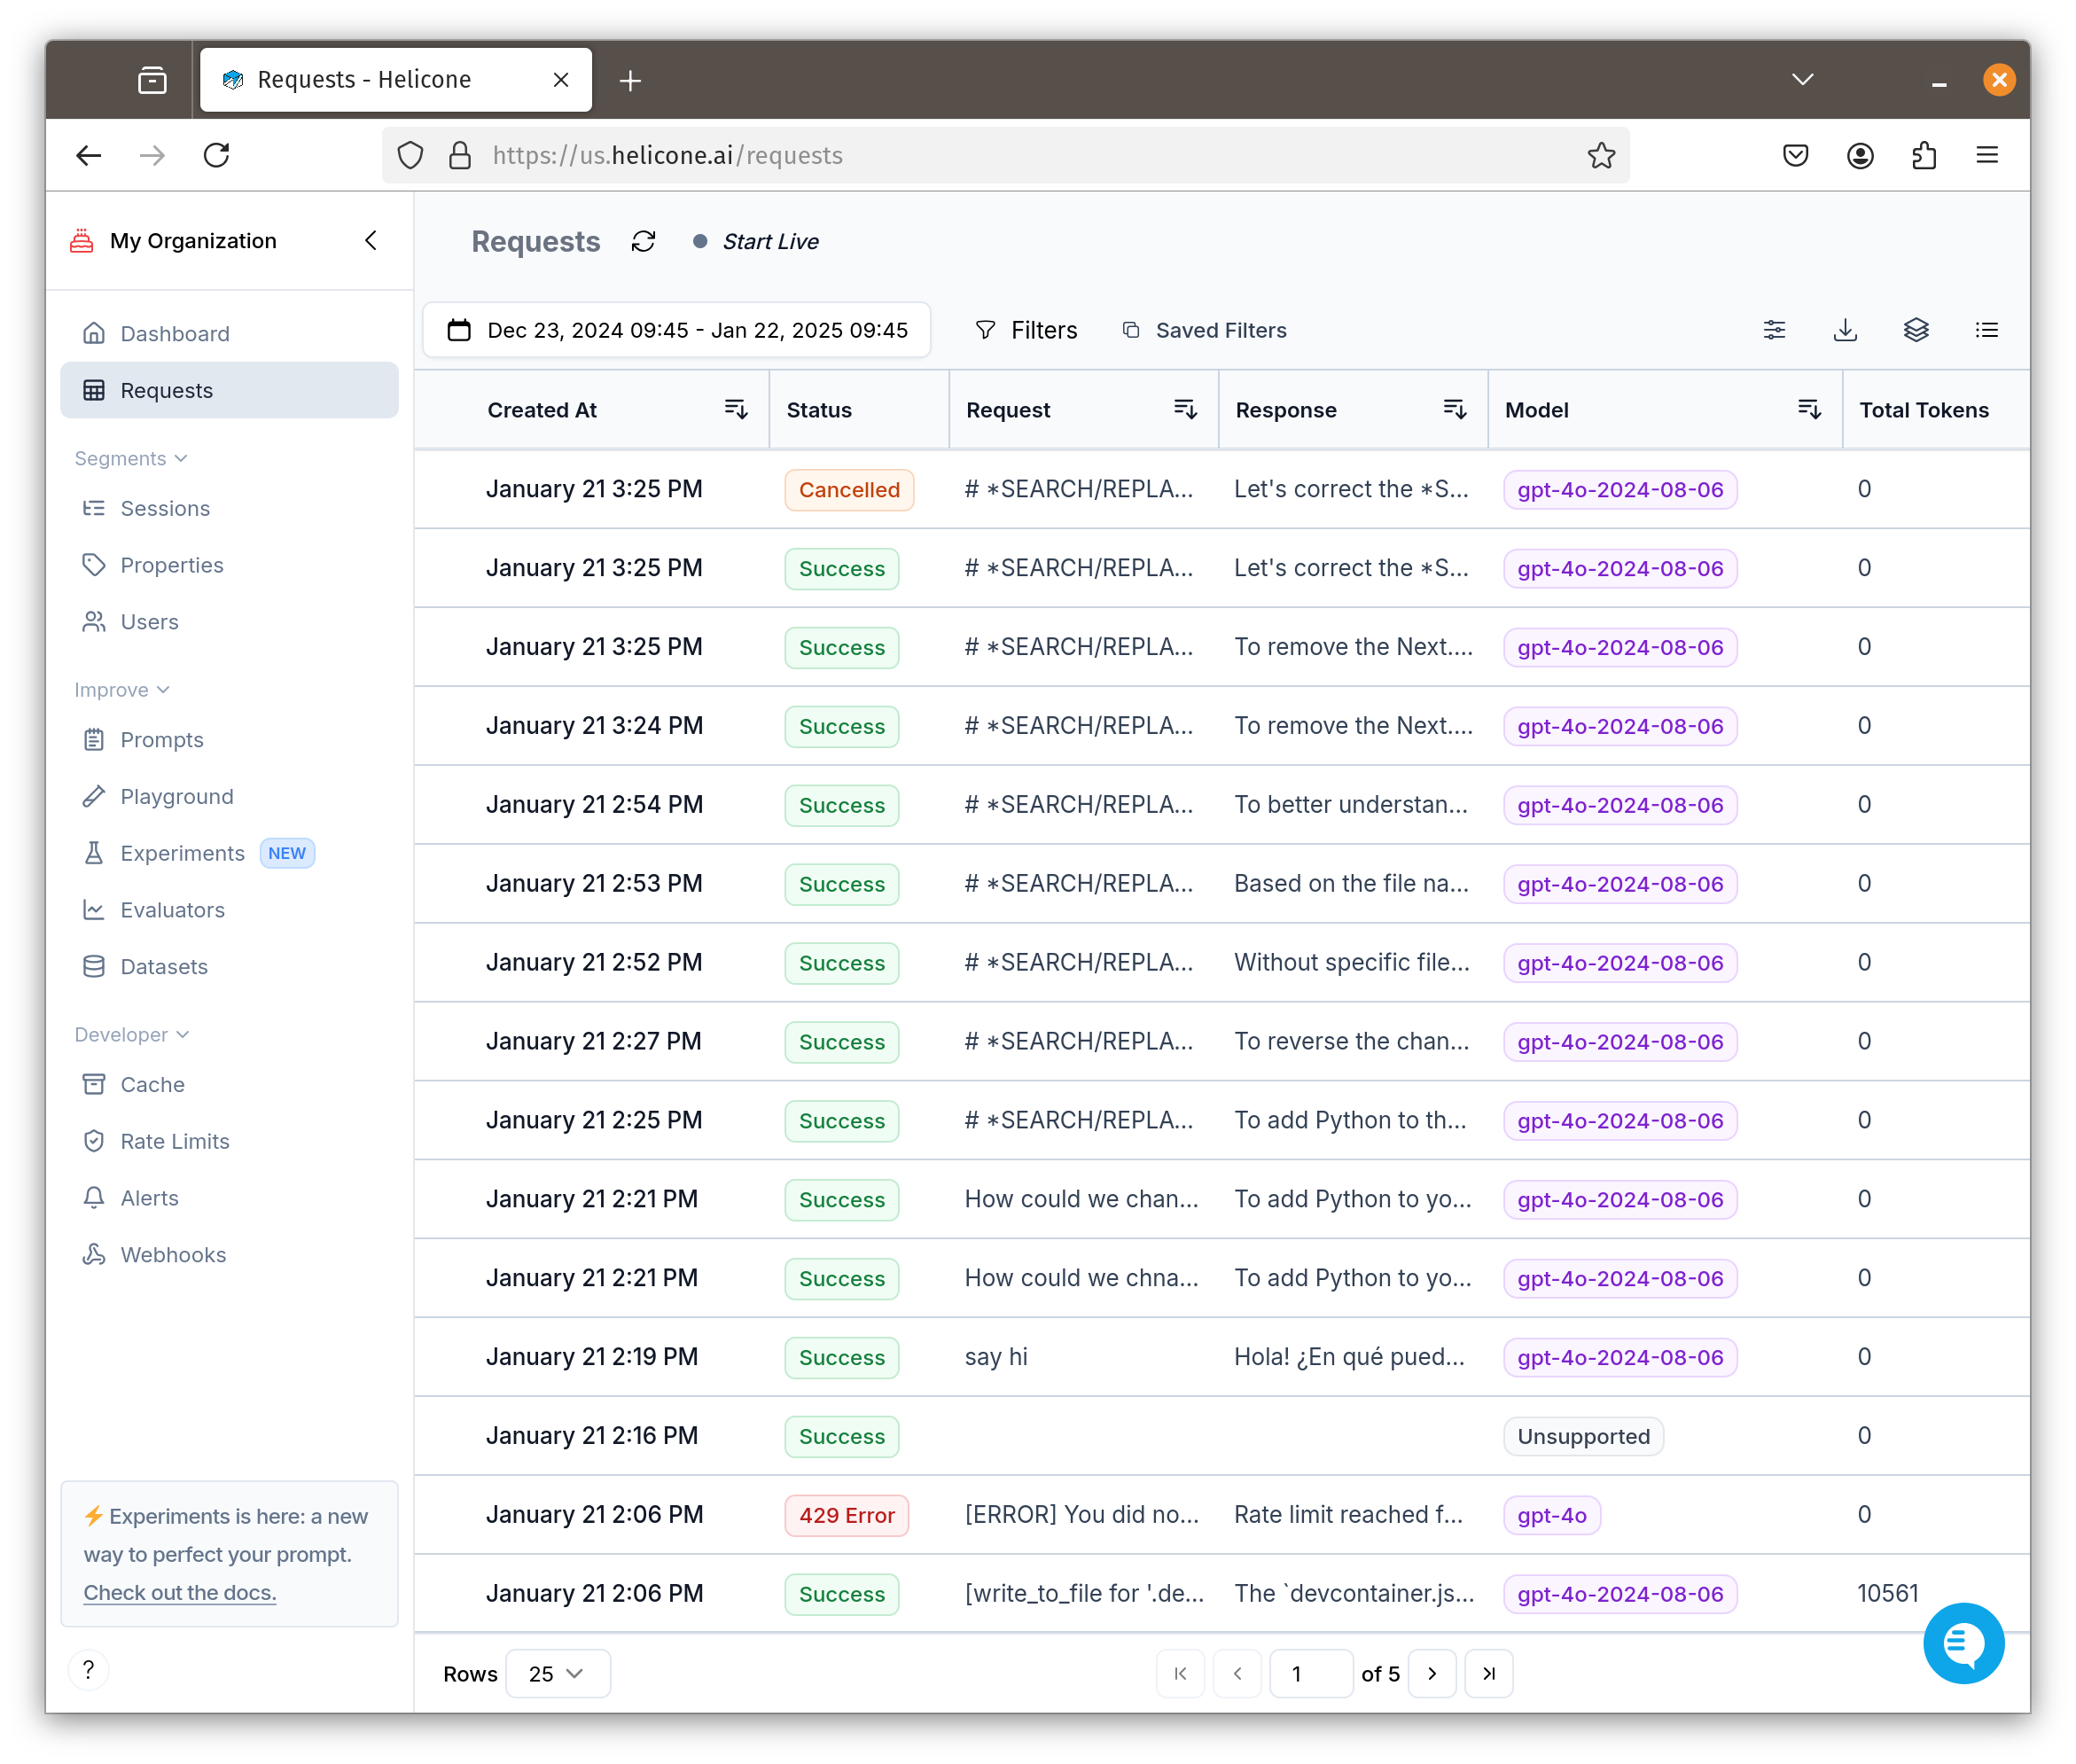 Requests - Helicone
https://us.helicone.ai/requests
My Organization
Dashboard
Requests
Segments
Sessions
Properties
Users
Improve
Prompts
Playground
Experiments NEW
Evaluators
Datasets
Developer
Cache
Rate Limits
Alerts
Webhooks
⚡ Experiments is here: a new
way to perfect your prompt.
Check out the docs.
?
Requests Start Live
Dec 23, 2024 09:45 - Jan 22, 2025 09:45 Filters Saved Filters
Created At Status Request Response Model Total Tokens
January 21 3:25 PM Cancelled # *SEARCH/REPLA... Let's correct the *S... gpt-4o-2024-08-06 0
January 21 3:25 PM Success # *SEARCH/REPLA... Let's correct the *S... gpt-4o-2024-08-06 0
January 21 3:25 PM Success # *SEARCH/REPLA... To remove the Next.... gpt-4o-2024-08-06 0
January 21 3:24 PM Success # *SEARCH/REPLA... To remove the Next.... gpt-4o-2024-08-06 0
January 21 2:54 PM Success # *SEARCH/REPLA... To better understan... gpt-4o-2024-08-06 0
January 21 2:53 PM Success # *SEARCH/REPLA... Based on the file na... gpt-4o-2024-08-06 0
January 21 2:52 PM Success # *SEARCH/REPLA... Without specific file... gpt-4o-2024-08-06 0
January 21 2:27 PM Success # *SEARCH/REPLA... To reverse the chan... gpt-4o-2024-08-06 0
January 21 2:25 PM Success # *SEARCH/REPLA... To add Python to th... gpt-4o-2024-08-06 0
January 21 2:21 PM Success How could we chan... To add Python to yo... gpt-4o-2024-08-06 0
January 21 2:21 PM Success How could we chna... To add Python to yo... gpt-4o-2024-08-06 0
January 21 2:19 PM Success say hi Hola! ¿En qué pued... gpt-4o-2024-08-06 0
January 21 2:16 PM Success Unsupported 0
January 21 2:06 PM 429 Error [ERROR] You did no... Rate limit reached f... gpt-4o 0
January 21 2:06 PM Success [write_to_file for '.de... The `devcontainer.js... gpt-4o-2024-08-06 10561
Rows 25 1 of 5